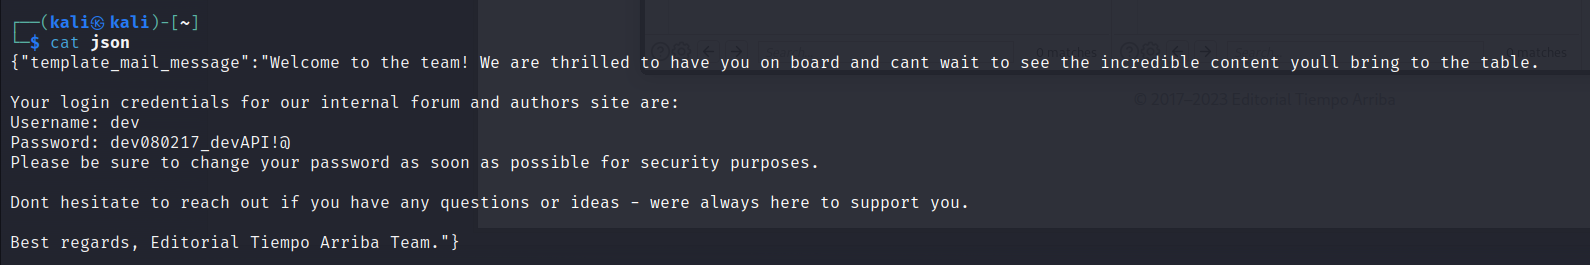 ┌──(kali㉿kali)-[~]
└─$ cat json
0 matches
matches
{"template_mail_message":"Welcome to the team! We are thrilled to have you on board and cant wait to see the incredible content youll bring to the table.
© 2017–2023 Editorial Tiempo Arriba
Your login credentials for our internal forum and authors site are:
Username: dev
Password: dev080217_devAPI!@
Please be sure to change your password as soon as possible for security purposes.
Dont hesitate to reach out if you have any questions or ideas - were always here to support you.
Best regards, Editorial Tiempo Arriba Team."}